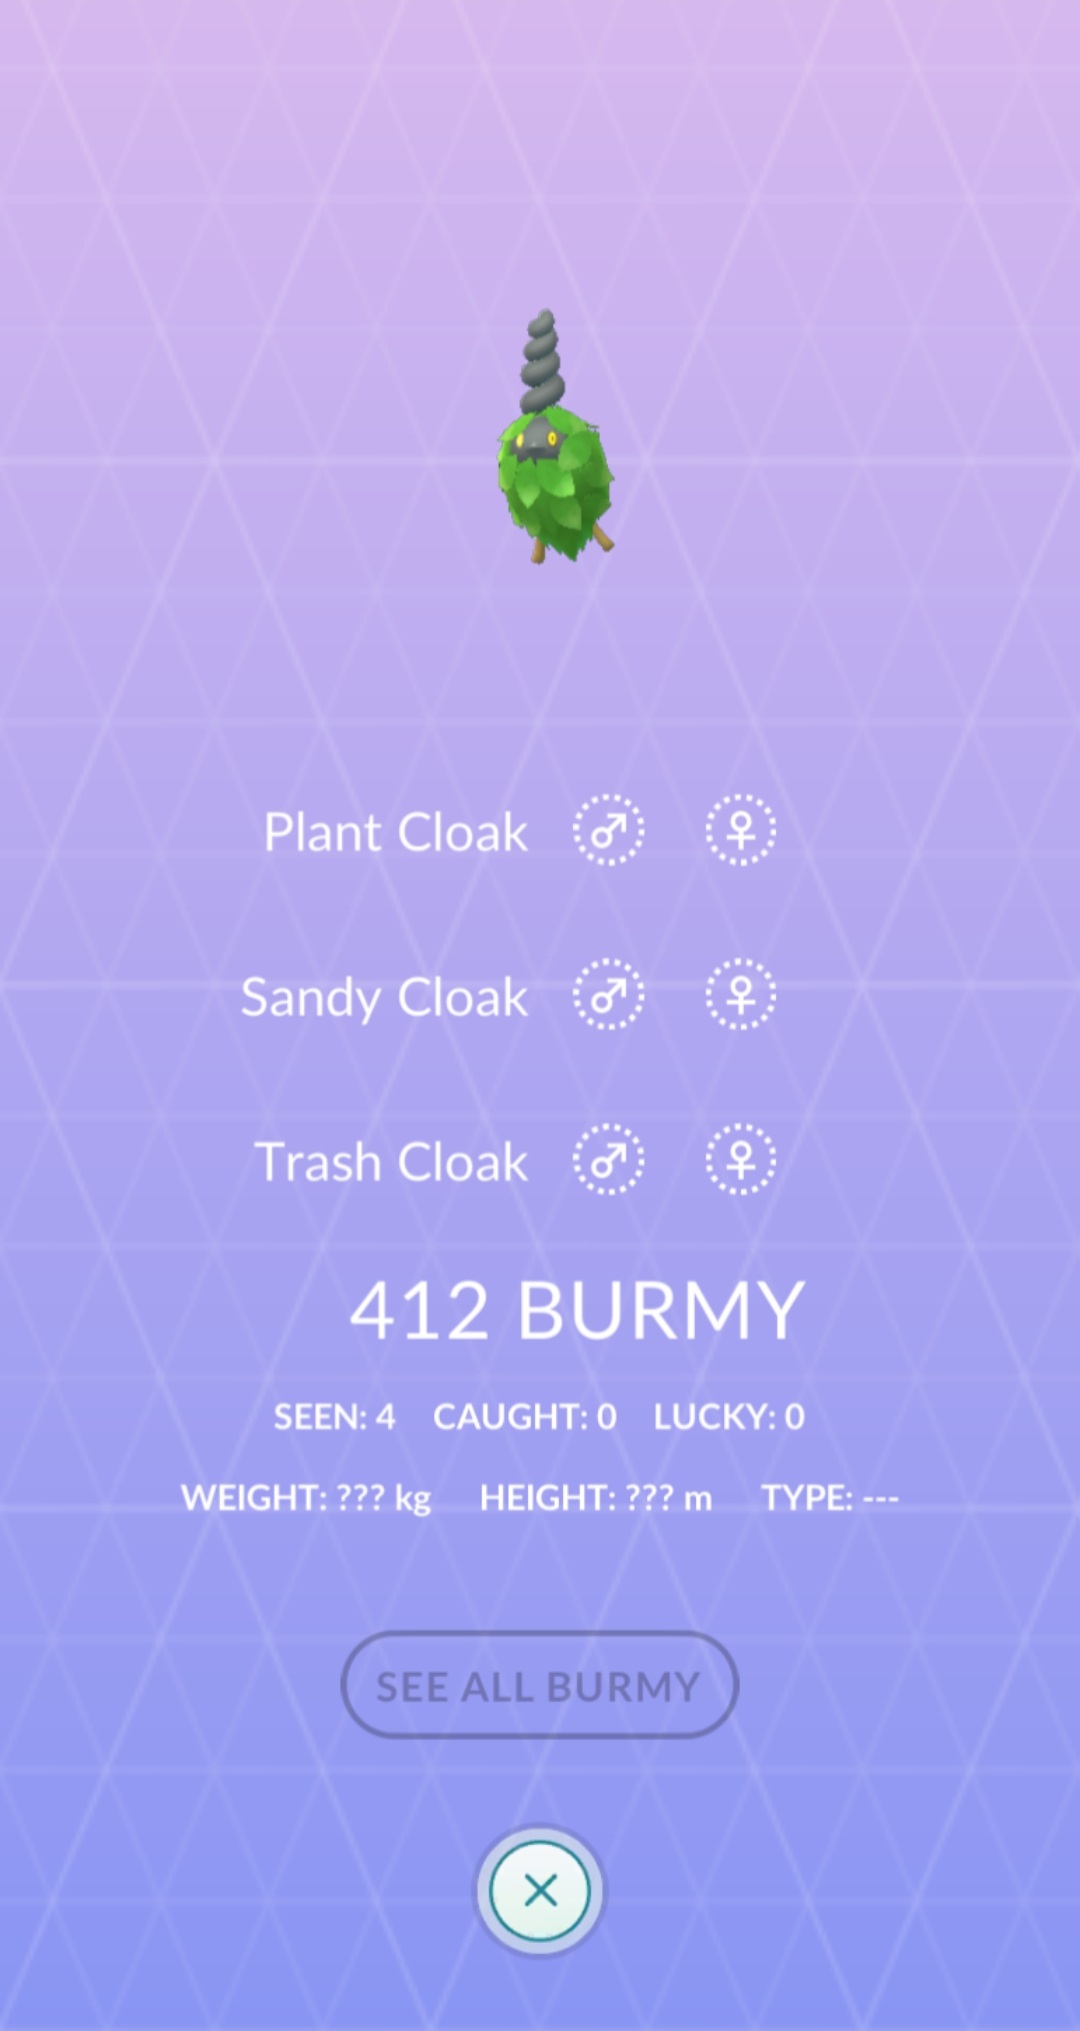 Plant Cloak ♂ ♀
Sandy Cloak ♂ ♀
Trash Cloak ♂ ♀
412 BURMY
SEEN: 4 CAUGHT: 0 LUCKY: 0
WEIGHT: ??? kg HEIGHT: ??? m TYPE: ---
SEE ALL BURMY